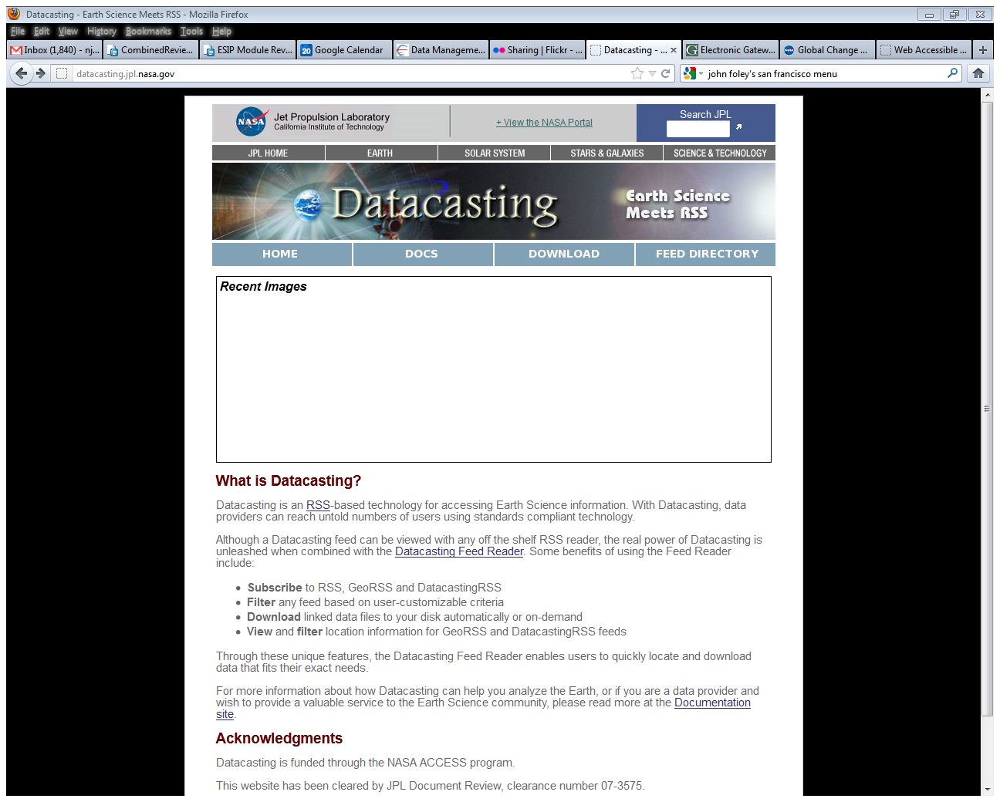 Datacasting - Earth Science Meets RSS - Mozilla Firefox
File Edit View History Bookmarks Tools Help
Inbox (1,840) - nj... CombinedRevie... ESIP Module Rev... 20 Google Calendar Data Manageme... Sharing | Flickr - ... Datacasting - ... Electronic Gatew... Global Change ... Web Accessible ...
datacasting.jpl.nasa.gov john foley's san francisco menu
NASA Jet Propulsion Laboratory
California Institute of Technology
+ View the NASA Portal
Search JPL
JPL HOME EARTH SOLAR SYSTEM STARS & GALAXIES SCIENCE & TECHNOLOGY
Datacasting
Earth Science
Meets RSS
HOME DOCS DOWNLOAD FEED DIRECTORY
Recent Images
What is Datacasting?
Datacasting is an RSS-based technology for accessing Earth Science information. With Datacasting, data
providers can reach untold numbers of users using standards compliant technology.
Although a Datacasting feed can be viewed with any off the shelf RSS reader, the real power of Datacasting is
unleashed when combined with the Datacasting Feed Reader. Some benefits of using the Feed Reader
include:
• Subscribe to RSS, GeoRSS and DatacastingRSS
• Filter any feed based on user-customizable criteria
• Download linked data files to your disk automatically or on-demand
• View and filter location information for GeoRSS and DatacastingRSS feeds
Through these unique features, the Datacasting Feed Reader enables users to quickly locate and download
data that fits their exact needs.
For more information about how Datacasting can help you analyze the Earth, or if you are a data provider and
wish to provide a valuable service to the Earth Science community, please read more at the Documentation
site.
Acknowledgments
Datacasting is funded through the NASA ACCESS program.
This website has been cleared by JPL Document Review, clearance number 07-3575.